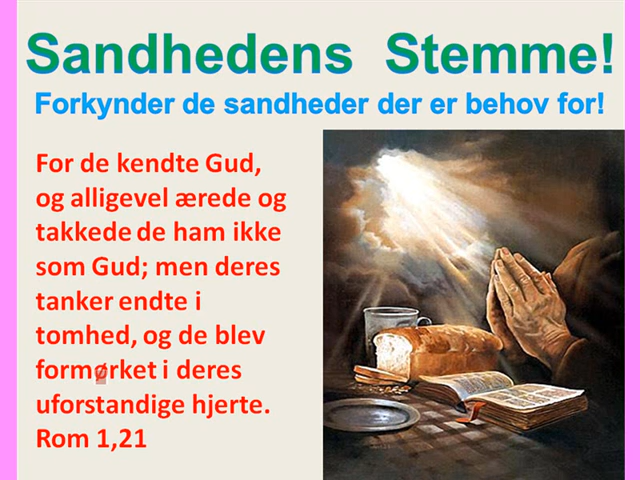 Sandhedens Stemme!
Forkynder de sandheder der er behov for!
For de kendte Gud,
og alligevel ærede og
takkede de ham ikke
som Gud; men deres
tanker endte i
tomhed, og de blev
formørket i deres
uforstandige hjerte.
Rom 1,21